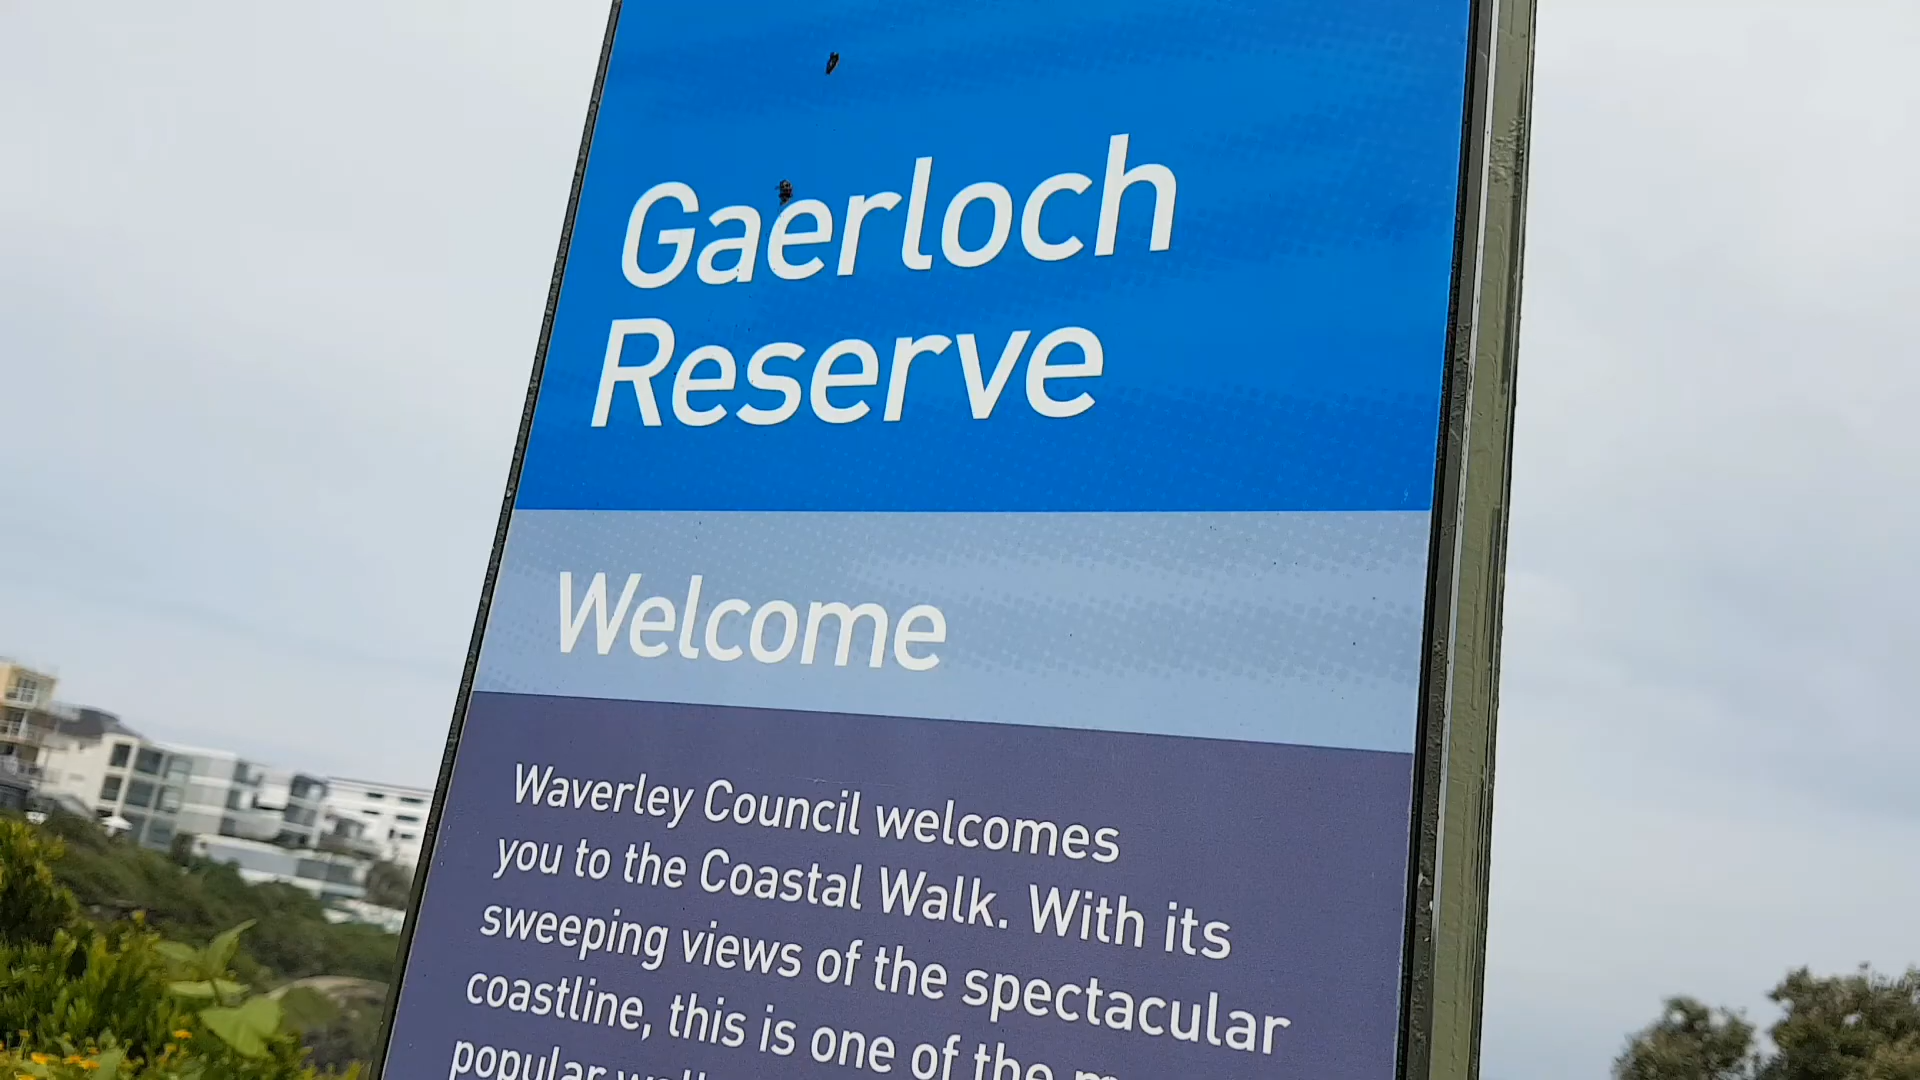 Gaerloch
Reserve
Welcome
Waverley Council welcomes
you to the Coastal Walk. With its
sweeping views of the spectacular
coastline, this is one of the
popular